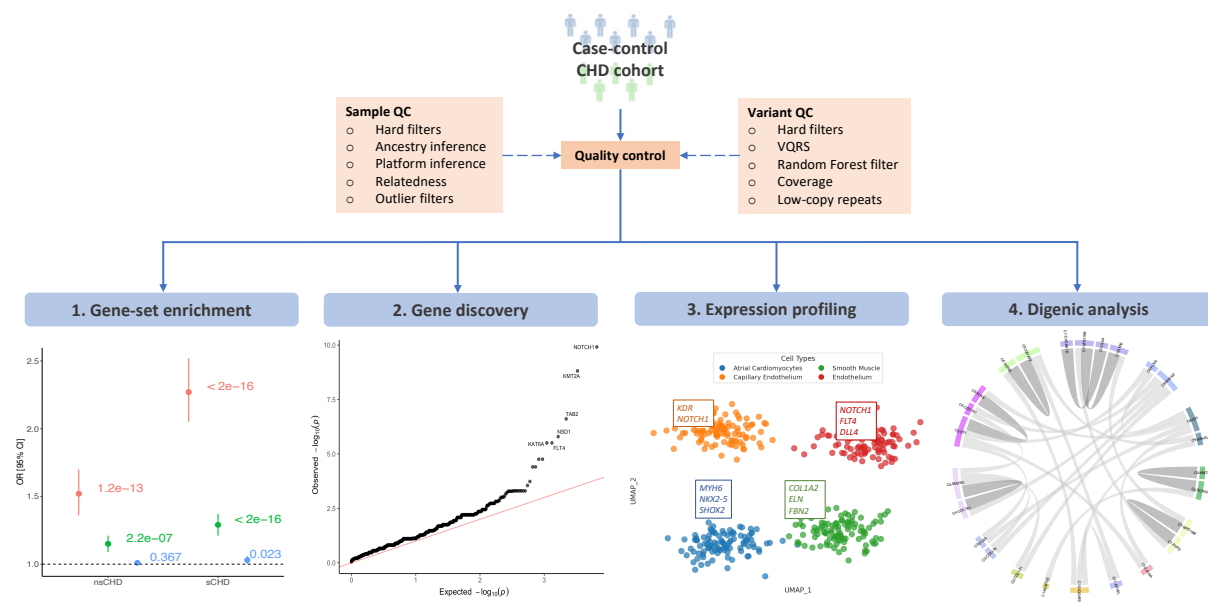 Case-control
CHD cohort
Sample QC
o Hard filters
o Ancestry inference
o Platform inference
o Relatedness
o Outlier filters
Quality control
Variant QC
o Hard filters
o VQRS
o Random Forest filter
o Coverage
o Low-copy repeats
1. Gene-set enrichment
2. Gene discovery
3. Expression profiling
4. Digenic analysis
OR [95% CI]
2.5
2.0
1.5
1.0
<2e−16
1.2e−13
<2e−16
2.2e−07
0.367
0.023
nsCHD
sCHD
Observed −log10(p)
10.0
7.5
5.0
2.5
0.0
NOTCH1
KMT2A
TAB2
NSD1
KAT6A
FLT4
0
1
2
3
Expected −log10(p)
Cell Types
Atrial Cardiomyocytes
Smooth Muscle
Capillary Endothelium
Endothelium
KDR
NOTCH1
NOTCH1
FLT4
DLL4
MYH6
NKX2-5
SHOX2
COL1A2
ELN
FBN2
UMAP_2
UMAP_1